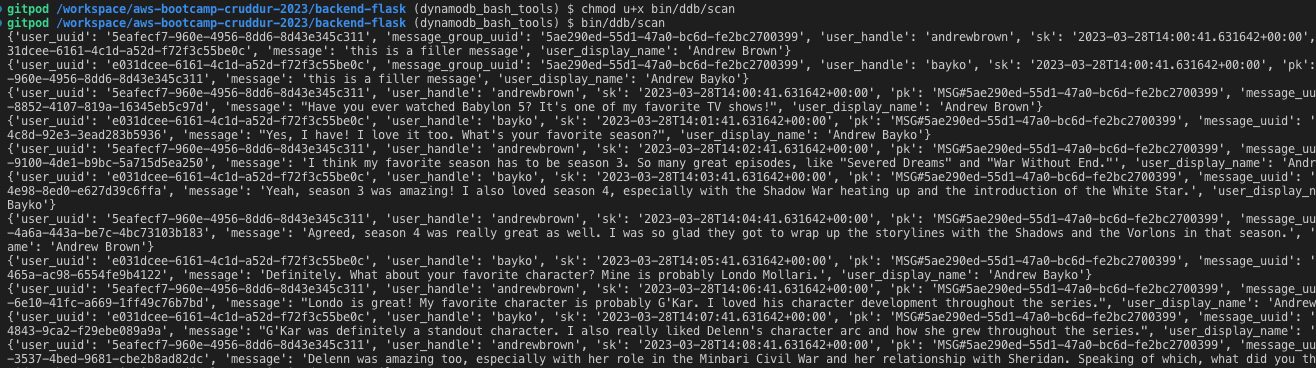 gitpod /workspace/aws-bootcamp-cruddur-2023/backend-flask (dynamodb_bash_tools) $ chmod u+x bin/ddb/scan
gitpod /workspace/aws-bootcamp-cruddur-2023/backend-flask (dynamodb_bash_tools) $ bin/ddb/scan
{'user_uuid': '5eafecf7-960e-4956-8dd6-8d43e345c311', 'message_group_uuid': '5ae290ed-55d1-47a0-bc6d-fe2bc2700399', 'user_handle': 'andrewbrown', 'sk': '2023-03-28T14:00:41.631642+00:00',
31dcee-6161-4c1d-a52d-f72f3c55be0c', 'message': 'this is a filler message', 'user_display_name': 'Andrew Brown'}
{'user_uuid': 'e031dcee-6161-4c1d-a52d-f72f3c55be0c', 'message_group_uuid': '5ae290ed-55d1-47a0-bc6d-fe2bc2700399', 'user_handle': 'bayko', 'sk': '2023-03-28T14:00:41.631642+00:00', 'pk':
-960e-4956-8dd6-8d43e345c311', 'message': 'this is a filler message', 'user_display_name': 'Andrew Bayko'}
{'user_uuid': '5eafecf7-960e-4956-8dd6-8d43e345c311', 'user_handle': 'andrewbrown', 'sk': '2023-03-28T14:00:41.631642+00:00', 'pk': 'MSG#5ae290ed-55d1-47a0-bc6d-fe2bc2700399', 'message_uu
-8852-4107-819a-16345eb5c97d', 'message': "Have you ever watched Babylon 5? It's one of my favorite TV shows!", 'user_display_name': 'Andrew Brown'}
{'user_uuid': 'e031dcee-6161-4c1d-a52d-f72f3c55be0c', 'user_handle': 'bayko', 'sk': '2023-03-28T14:01:41.631642+00:00', 'pk': 'MSG#5ae290ed-55d1-47a0-bc6d-fe2bc2700399', 'message_uuid': '
4c8d-92e3-3ead283b5936', 'message': "Yes, I have! I love it too. What's your favorite season?", 'user_display_name': 'Andrew Bayko'}
{'user_uuid': '5eafecf7-960e-4956-8dd6-8d43e345c311', 'user_handle': 'andrewbrown', 'sk': '2023-03-28T14:02:41.631642+00:00', 'pk': 'MSG#5ae290ed-55d1-47a0-bc6d-fe2bc2700399', 'message_uu
-9100-4de1-b9bc-5a715d5ea250', 'message': 'I think my favorite season has to be season 3. So many great episodes, like "Severed Dreams" and "War Without End."', 'user_display_name': 'And
{'user_uuid': 'e031dcee-6161-4c1d-a52d-f72f3c55be0c', 'user_handle': 'bayko', 'sk': '2023-03-28T14:03:41.631642+00:00', 'pk': 'MSG#5ae290ed-55d1-47a0-bc6d-fe2bc2700399', 'message_uuid': '
4e98-8ed0-e627d39c6ffa', 'message': 'Yeah, season 3 was amazing! I also loved season 4, especially with the Shadow War heating up and the introduction of the White Star.', 'user_display_n
Bayko'}
{'user_uuid': '5eafecf7-960e-4956-8dd6-8d43e345c311', 'user_handle': 'andrewbrown', 'sk': '2023-03-28T14:04:41.631642+00:00', 'pk': 'MSG#5ae290ed-55d1-47a0-bc6d-fe2bc2700399', 'message_uu
-4a6a-443a-be7c-4bc73103b183', 'message': 'Agreed, season 4 was really great as well. I was so glad they got to wrap up the storylines with the Shadows and the Vorlons in that season.', '
ame': 'Andrew Brown'}
{'user_uuid': 'e031dcee-6161-4c1d-a52d-f72f3c55be0c', 'user_handle': 'bayko', 'sk': '2023-03-28T14:05:41.631642+00:00', 'pk': 'MSG#5ae290ed-55d1-47a0-bc6d-fe2bc2700399', 'message_uuid': '
465a-ac98-6554fe9b4122', 'message': 'Definitely. What about your favorite character? Mine is probably Londo Mollari.', 'user_display_name': 'Andrew Bayko'}
{'user_uuid': '5eafecf7-960e-4956-8dd6-8d43e345c311', 'user_handle': 'andrewbrown', 'sk': '2023-03-28T14:06:41.631642+00:00', 'pk': 'MSG#5ae290ed-55d1-47a0-bc6d-fe2bc2700399', 'message_uu
-6e10-41fc-a669-1ff49c76b7bd', 'message': "Londo is great! My favorite character is probably G'Kar. I loved his character development throughout the series.", 'user_display_name': 'Andrew
{'user_uuid': 'e031dcee-6161-4c1d-a52d-f72f3c55be0c', 'user_handle': 'bayko', 'sk': '2023-03-28T14:07:41.631642+00:00', 'pk': 'MSG#5ae290ed-55d1-47a0-bc6d-fe2bc2700399', 'message_uuid': '
4843-9ca2-f29ebe089a9a', 'message': "G'Kar was definitely a standout character. I also really liked Delenn's character arc and how she grew throughout the series.", 'user_display_name': '
{'user_uuid': '5eafecf7-960e-4956-8dd6-8d43e345c311', 'user_handle': 'andrewbrown', 'sk': '2023-03-28T14:08:41.631642+00:00', 'pk': 'MSG#5ae290ed-55d1-47a0-bc6d-fe2bc2700399', 'message_uu
-3537-4bed-9681-cbe2b8ad82dc', 'message': 'Delenn was amazing too, especially with her role in the Minbari Civil War and her relationship with Sheridan. Speaking of which, what did you th